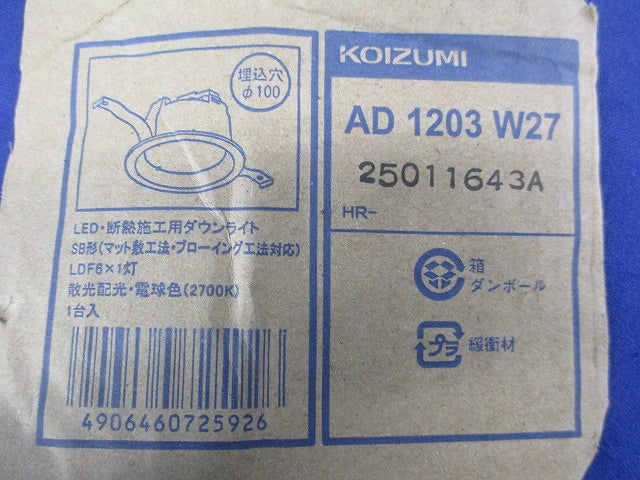 埋込穴
φ100
LED・断熱施工用ダウンライト
SB形(マット敷工法・ブローイング工法対応)
LDF6×1灯
散光配光・電球色(2700K)
1台入
4906460725926
KOIZUMI
AD 1203 W27
25011643A
HR-
箱
ダンボール
プラ
緩衝材